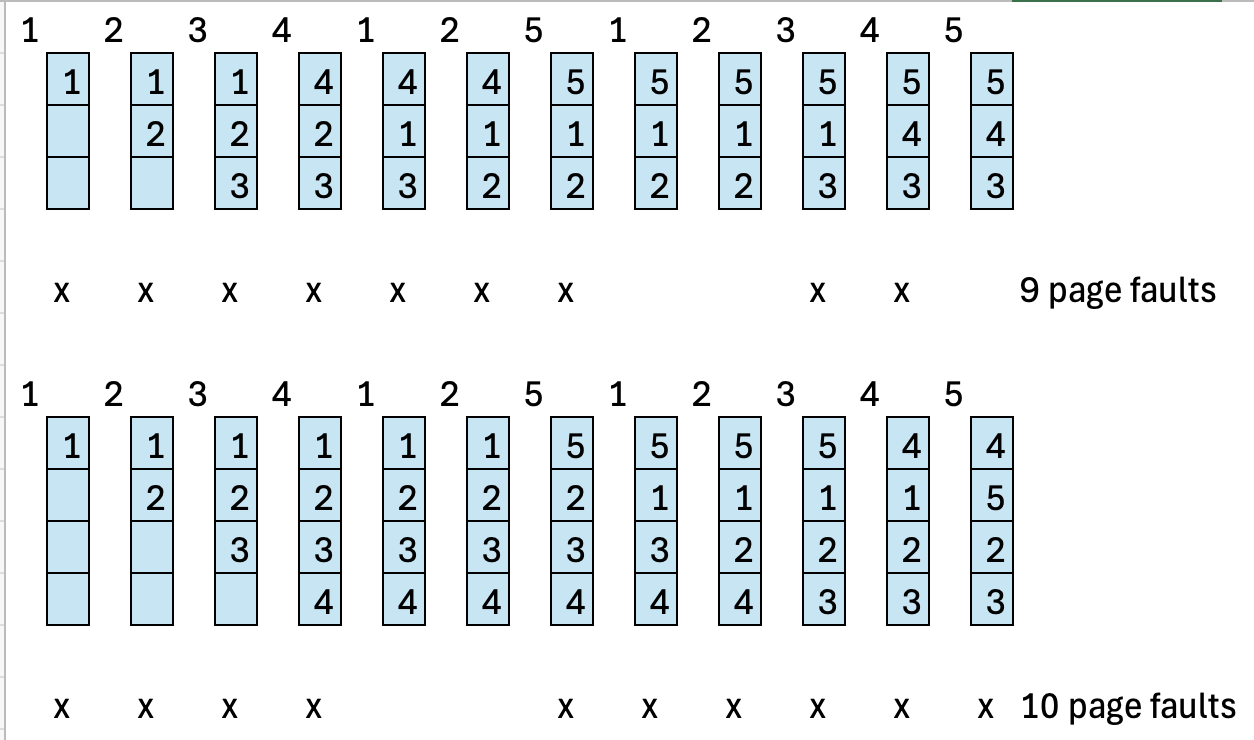 1 2 3 4 1 2 5 1 2 3 4 5
1 1 1 4 4 4 5 5 5 5 5 5
2 2 2 1 1 1 1 1 1 4 4
3 3 3 2 2 2 2 3 3 3
x x x x x x x x x 9 page faults
1 2 3 4 1 2 5 1 2 3 4 5
1 1 1 1 1 1 5 5 5 5 4 4
2 2 2 2 2 2 1 1 1 1 5
3 3 3 3 3 3 2 2 2 2
4 4 4 4 4 4 3 3 3
x x x x x x x x x x 10 page faults